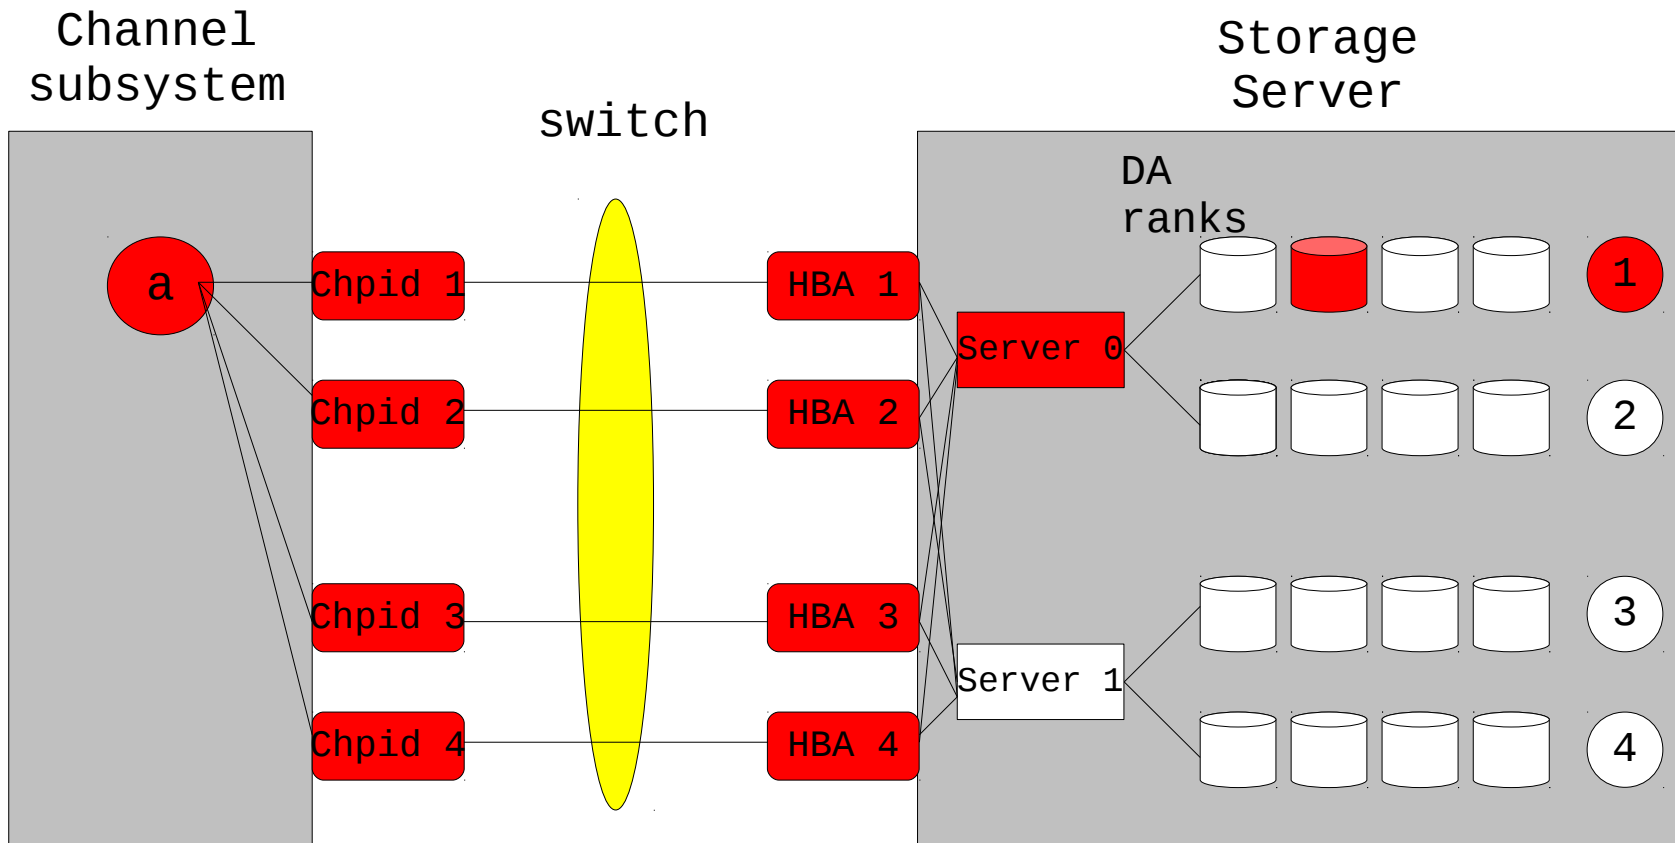 Channel
subsystem
switch
Storage
Server
DA
ranks
a
Chpid 1
HBA 1
1
Server 0
Chpid 2
HBA 2
2
Chpid 3
HBA 3
3
Server 1
Chpid 4
HBA 4
4